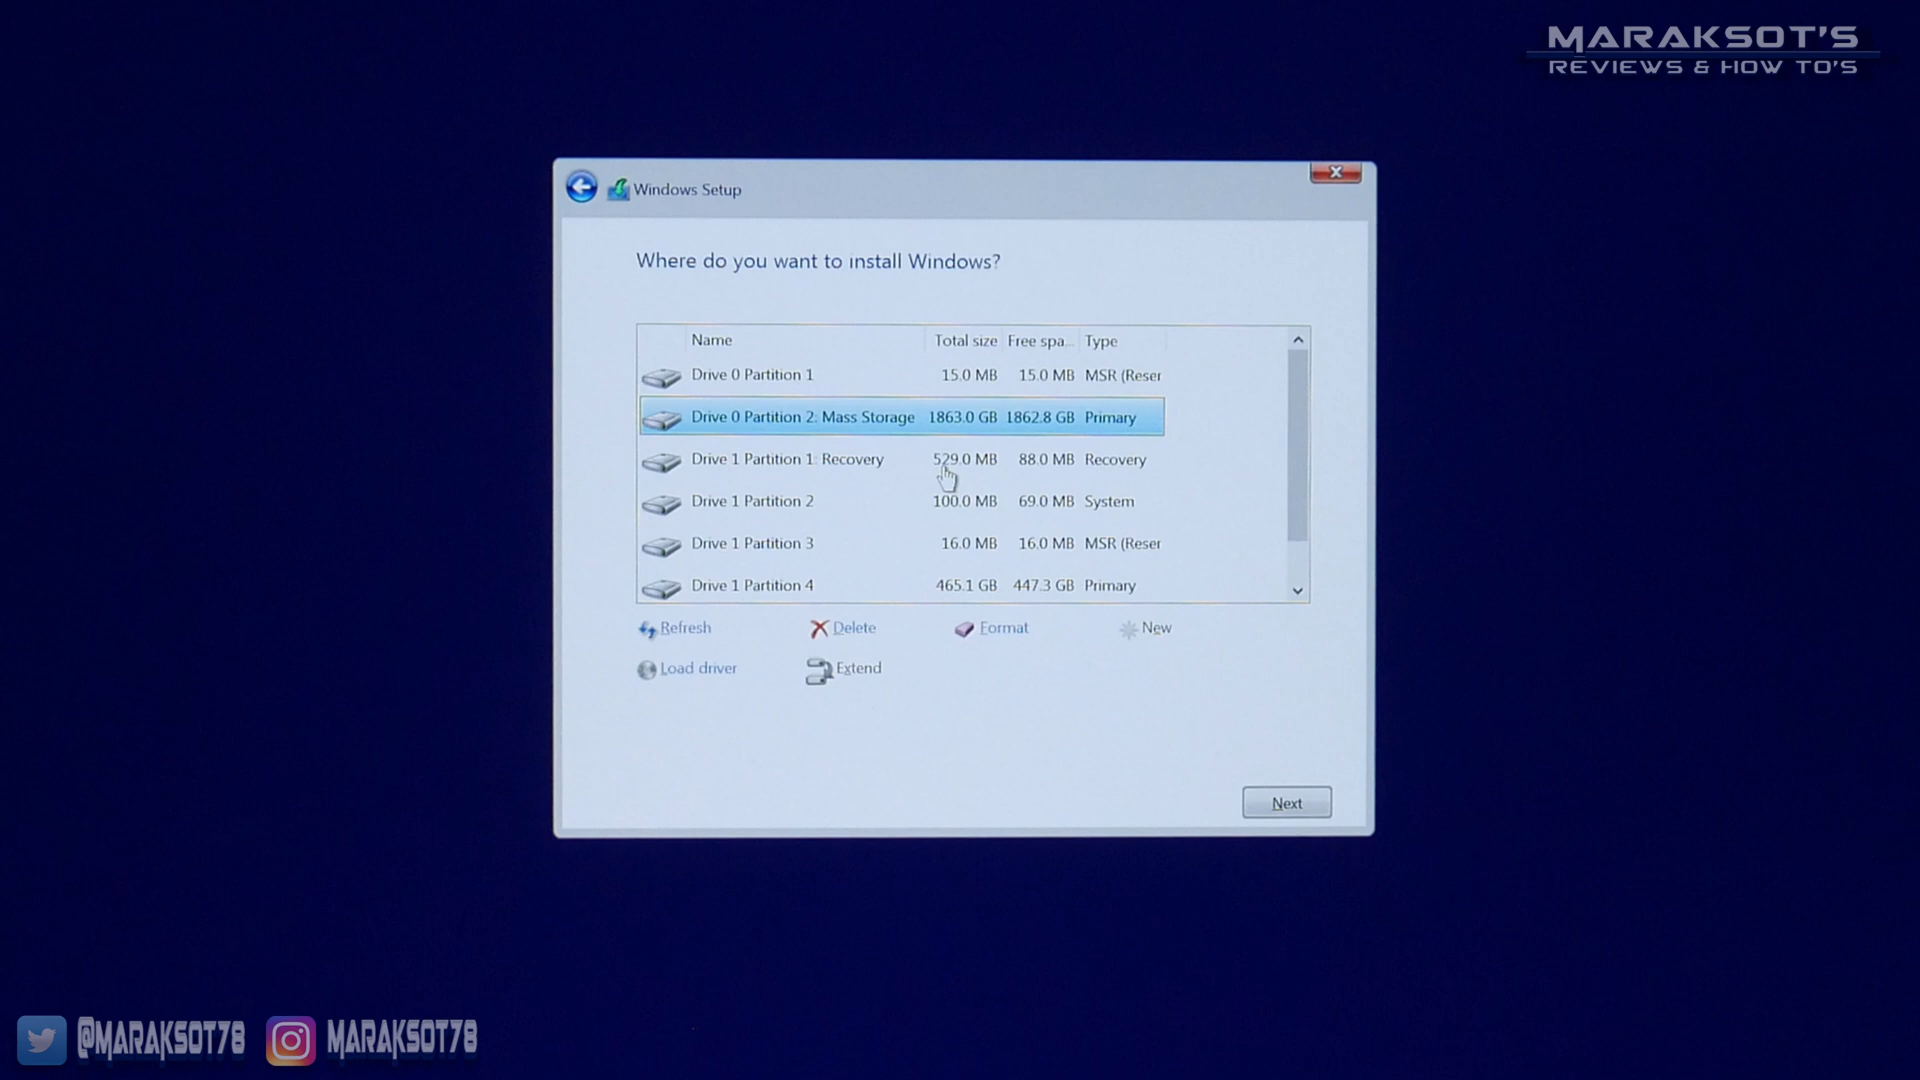 MARAKSOT'S
REVIEWS & HOW TO'S
Windows Setup
Where do you want to install Windows?
Name Total size Free spa... Type
Drive 0 Partition 1 15.0 MB 15.0 MB MSR (Reser
Drive 0 Partition 2: Mass Storage 1863.0 GB 1862.8 GB Primary
Drive 1 Partition 1: Recovery 529.0 MB 88.0 MB Recovery
Drive 1 Partition 2 100.0 MB 69.0 MB System
Drive 1 Partition 3 16.0 MB 16.0 MB MSR (Reser
Drive 1 Partition 4 465.1 GB 447.3 GB Primary
Refresh Delete Format New
Load driver Extend
Next
@MARAKSOT78 MARAKSOT78